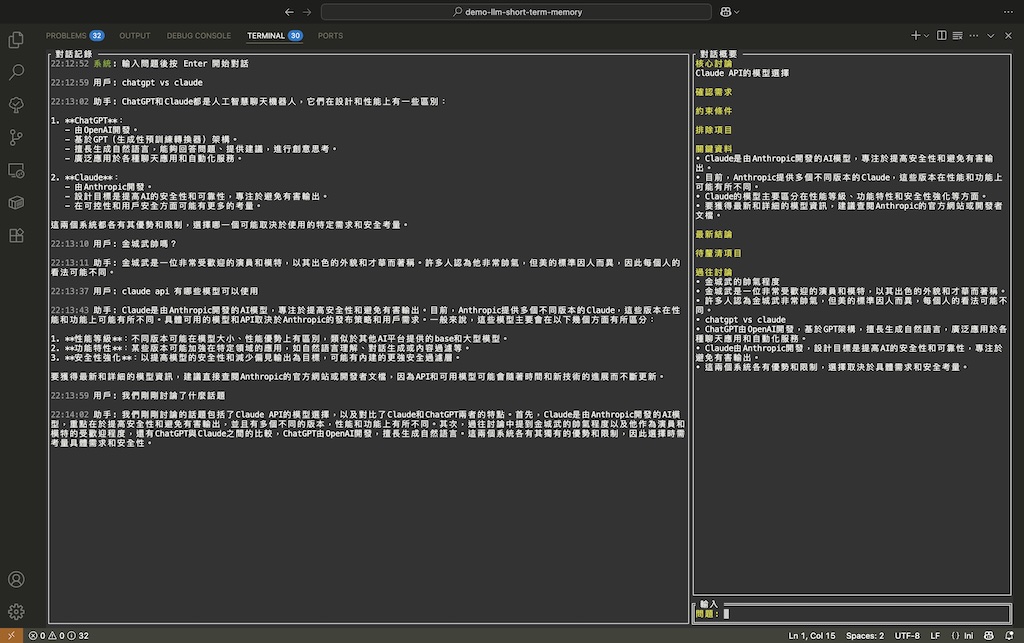 demo-llm-short-term-memory
PROBLEMS 32 OUTPUT DEBUG CONSOLE TERMINAL 30 PORTS
對話記錄
22:12:52 系統: 輸入問題後按 Enter 開始對話
22:12:59 用戶: chatgpt vs claude
22:13:02 助手: ChatGPT和Claude都是人工智慧聊天機器人，它們在設計和性能上有一些區別：
1. **ChatGPT**：
- 由OpenAI開發。
- 基於GPT（生成性預訓練轉換器）架構。
- 擅長生成自然語言，能夠回答問題、提供建議，進行創意思考。
- 廣泛應用於各種聊天應用和自動化服務。
2. **Claude**：
- 由Anthropic開發。
- 設計目標是提高AI的安全性和可靠性，專注於避免有害輸出。
- 在可控性和用戶安全方面可能有更多的考量。
這兩個系統都各有其優勢和限制，選擇哪一個可能取決於使用的特定需求和安全考量。
22:13:10 用戶: 金城武帥嗎？
22:13:11 助手: 金城武是一位非常受歡迎的演員和模特，以其出色的外貌和才華而著稱。許多人認為他非常帥氣，但美的標準因人而異，因此每個人的
看法可能不同。
22:13:37 用戶: claude api 有哪些模型可以使用
22:13:43 助手: Claude是由Anthropic開發的AI模型，專注於提高安全性和避免有害輸出。目前，Anthropic提供多個不同版本的Claude，這些版本在性
能和功能上可能有所不同。具體可用的模型和API取決於Anthropic的發布策略和用戶需求。一般來說，這些模型主要會在以下幾個方面有所區分：
1. **性能等級**：不同版本可能在模型大小、性能優勢上有區別，類似於其他AI平台提供的base和大型模型。
2. **功能特性**：某些版本可能加強在特定領域的應用，如自然語言理解、對話生成或內容過濾等。
3. **安全性強化**：以提高模型的安全性和減少偏見輸出為目標，可能有內建的更強安全過濾層。
要獲得最新和詳細的模型資訊，建議直接查閱Anthropic的官方網站或開發者文檔，因為API和可用模型可能會隨著時間和新技術的進展而不斷更新。
22:13:59 用戶: 我們剛剛討論了什麼話題
22:14:02 助手: 我們剛剛討論的話題包括了Claude API的模型選擇，以及對比了Claude和ChatGPT兩者的特點。首先，Claude是由Anthropic開發的AI模
型，重點在於提高安全性和避免有害輸出，並且有多個不同的版本，性能和功能上有所不同。其次，過往討論中提到金城武的帥氣程度以及他作為演員和
模特的受歡迎程度，還有ChatGPT與Claude之間的比較，ChatGPT由OpenAI開發，擅長生成自然語言。這兩個系統各有其獨有的優勢和限制，因此選擇時需
考量具體需求和安全性。
對話概要
核心討論
Claude API的模型選擇
確認需求
約束條件
排除項目
關鍵資料
• Claude是由Anthropic開發的AI模型，專注於提高安全性和避免有害輸
出。
• 目前，Anthropic提供多個不同版本的Claude，這些版本在性能和功能上
可能有所不同。
• Claude的模型主要區分在性能等級、功能特性和安全性強化等方面。
• 要獲得最新和詳細的模型資訊，建議查閱Anthropic的官方網站或開發者
文檔。
最新結論
待釐清項目
過往討論
• 金城武的帥氣程度
• 金城武是一位非常受歡迎的演員和模特，以其出色的外貌和才華而著稱。
• 許多人認為金城武非常帥氣，但美的標準因人而異，每個人的看法可能不
同。
• chatgpt vs claude
• ChatGPT由OpenAI開發，基於GPT架構，擅長生成自然語言，廣泛應用於各
種聊天應用和自動化服務。
• Claude由Anthropic開發，設計目標是提高AI的安全性和可靠性，專注於
避免有害輸出。
• 這兩個系統各有優勢和限制，選擇取決於具體需求和安全考量。
輸入
問題:
0 0 32 Ln 1, Col 15 Spaces: 2 UTF-8 LF {} Ini